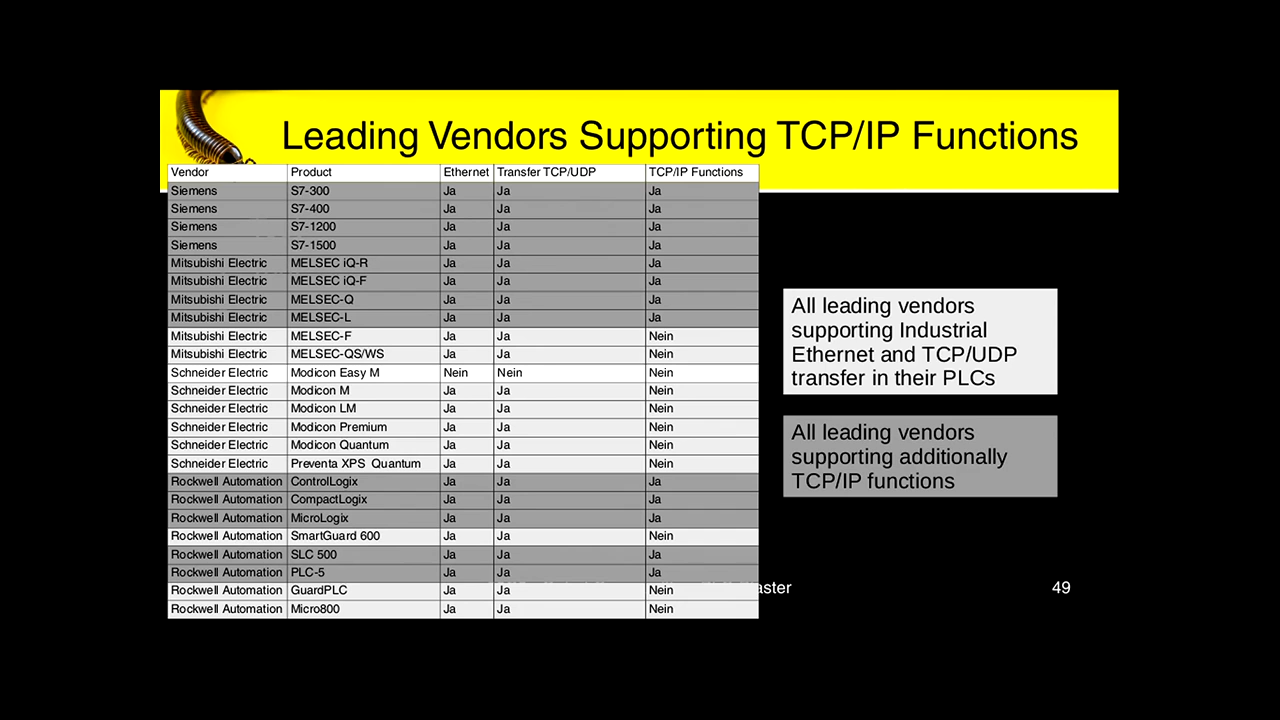 Leading Vendors Supporting TCP/IP Functions
Vendor Product Ethernet Transfer TCP/UDP TCP/IP Functions
Siemens S7-300 Ja Ja Ja
Siemens S7-400 Ja Ja Ja
Siemens S7-1200 Ja Ja Ja
Siemens S7-1500 Ja Ja Ja
Mitsubishi Electric MELSEC iQ-R Ja Ja Ja
Mitsubishi Electric MELSEC iQ-F Ja Ja Ja
Mitsubishi Electric MELSEC-Q Ja Ja Ja
Mitsubishi Electric MELSEC-L Ja Ja Ja
Mitsubishi Electric MELSEC-F Ja Ja Nein
Mitsubishi Electric MELSEC-QS/WS Ja Ja Nein
Schneider Electric Modicon Easy M Nein Nein Nein
Schneider Electric Modicon M Ja Ja Nein
Schneider Electric Modicon LM Ja Ja Nein
Schneider Electric Modicon Premium Ja Ja Nein
Schneider Electric Modicon Quantum Ja Ja Nein
Schneider Electric Preventa XPS Quantum Ja Ja Nein
Rockwell Automation ControlLogix Ja Ja Ja
Rockwell Automation CompactLogix Ja Ja Ja
Rockwell Automation MicroLogix Ja Ja Ja
Rockwell Automation SmartGuard 600 Ja Ja Nein
Rockwell Automation SLC 500 Ja Ja Ja
Rockwell Automation PLC-5 Ja Ja Ja
Rockwell Automation GuardPLC Ja Ja Nein
Rockwell Automation Micro800 Ja Ja Nein
All leading vendors
supporting Industrial
Ethernet and TCP/UDP
transfer in their PLCs
All leading vendors
supporting additionally
TCP/IP functions
49